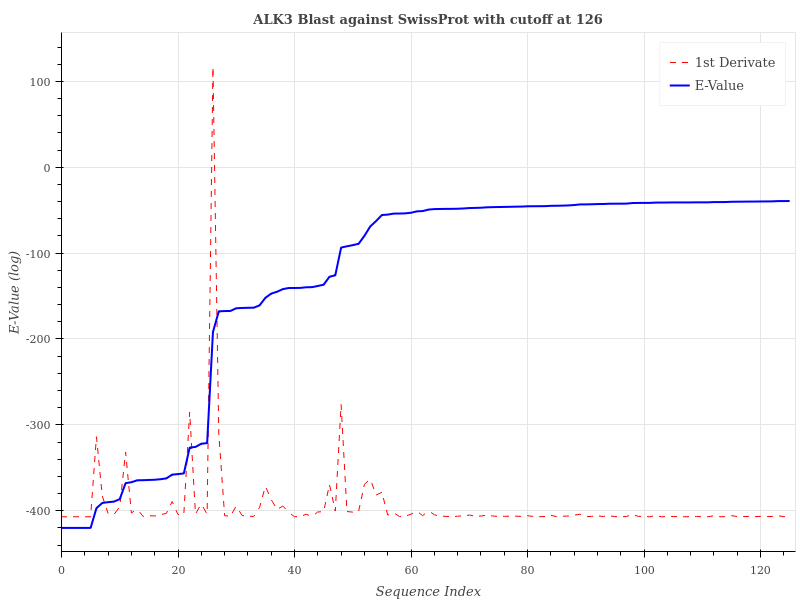 ALK3 Blast against SwissProt with cutoff at 126
1st Derivate
E-Value
E-Value (log)
100
0
-100
-200
-300
-400
0
20
40
60
80
100
120
Sequence Index